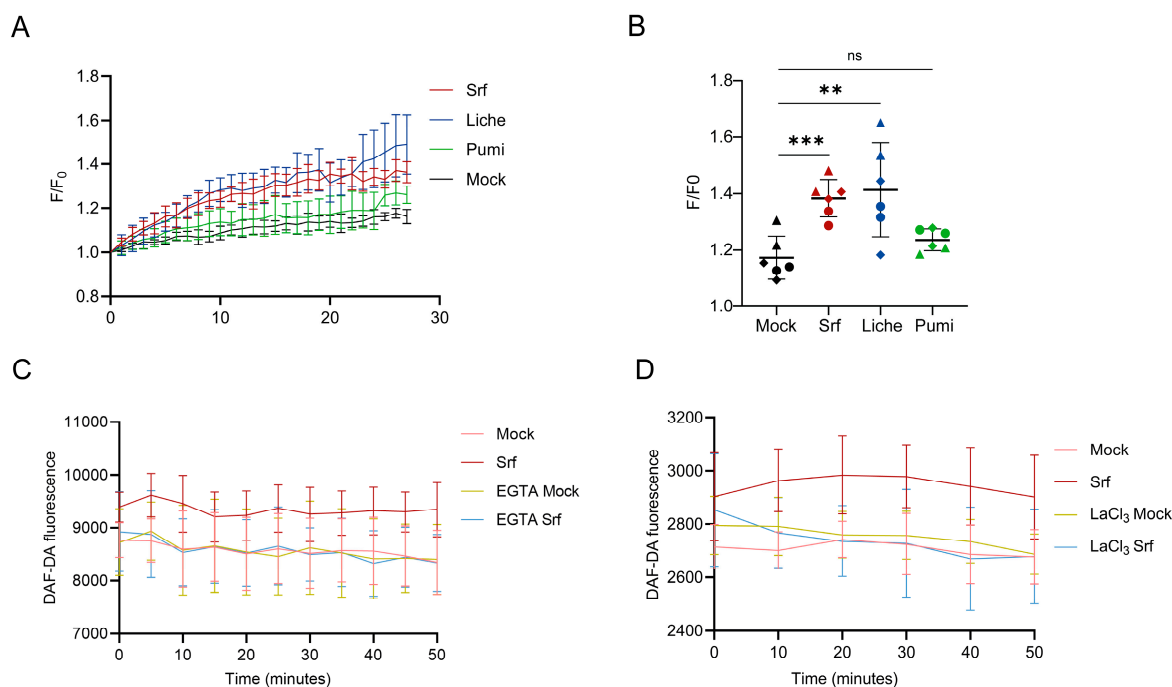 A
1.8
1.6
1.4
1.2
1.0
0.8
F/F0
0
10
20
30
Srf
Liche
Pumi
Mock
B
ns
**
***
1.8
1.6
1.4
1.2
1.0
F/F0
Mock
Srf
Liche
Pumi
C
11000
10000
9000
8000
7000
DAF-DA fluorescence
0
10
20
30
40
50
Time (minutes)
Mock
Srf
EGTA Mock
EGTA Srf
D
3200
3000
2800
2600
2400
DAF-DA fluorescence
0
10
20
30
40
50
Time (minutes)
Mock
Srf
LaCl3 Mock
LaCl3 Srf